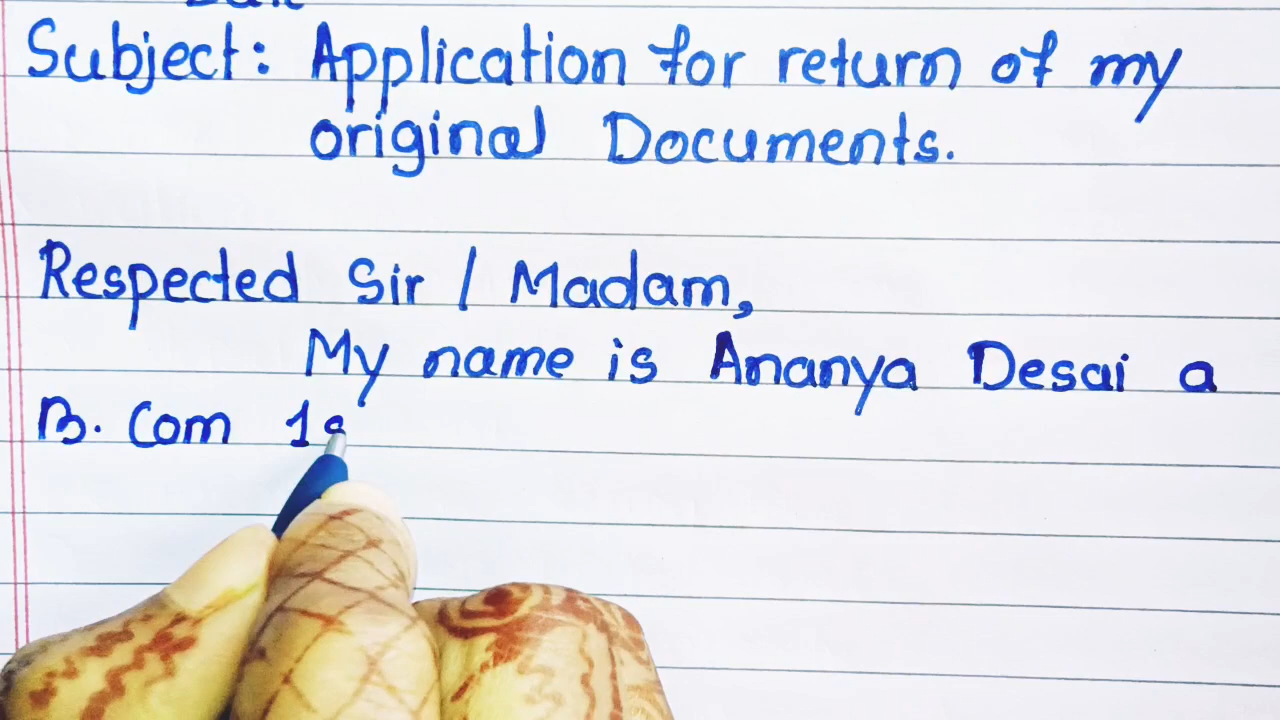 Subject: Application for return of my
original Documents.
Respected Sir / Madam,
My name is Ananya Desai a
B. Com